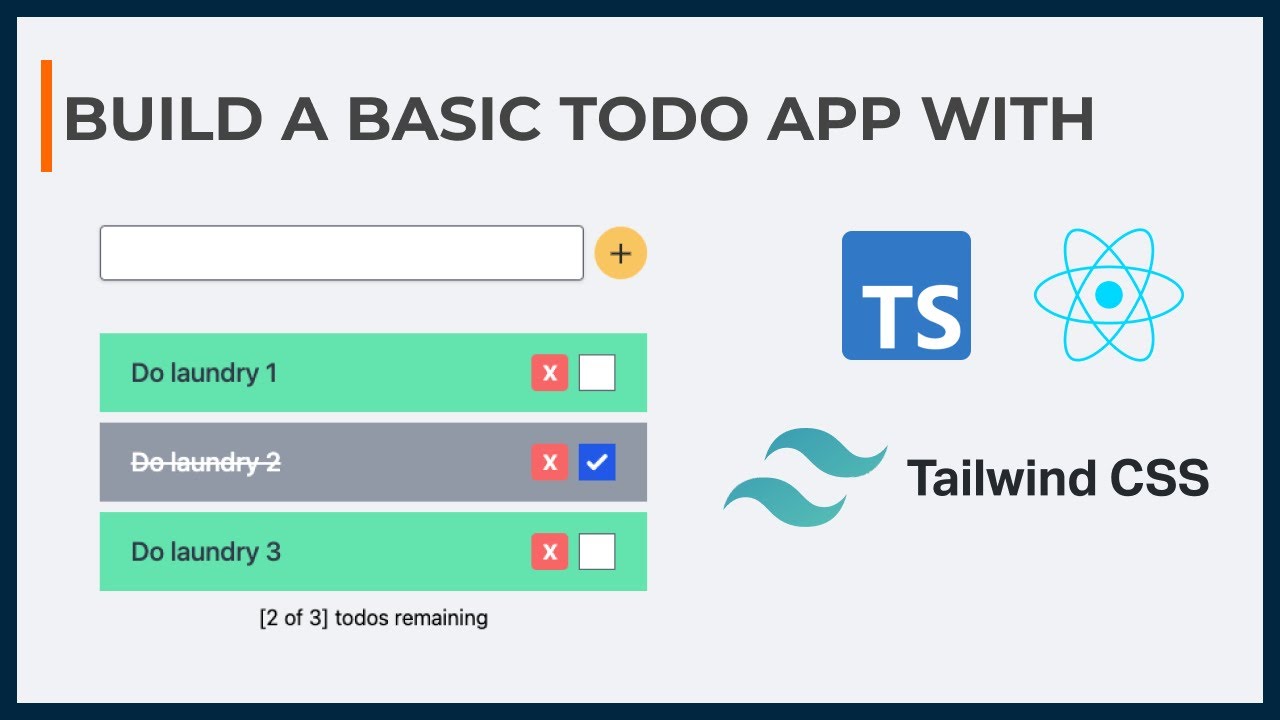 BUILD A BASIC TODO APP WITH
+
Do laundry 1 X
Do laundry 2 X
Do laundry 3 X
[2 of 3] todos remaining
TS
Tailwind CSS